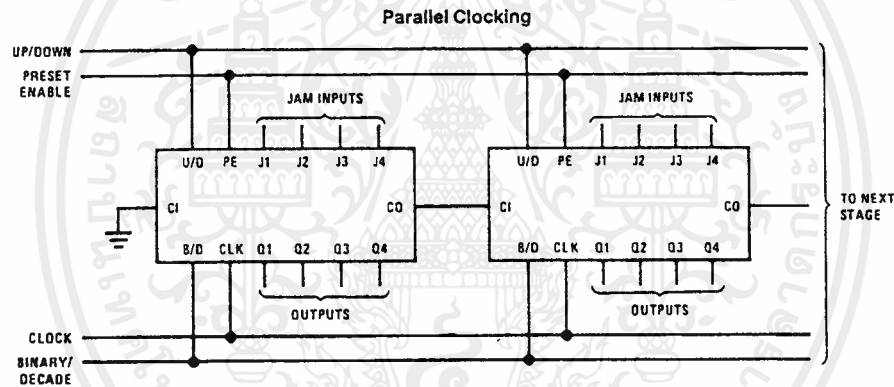 Parallel Clocking
UP/DOWN
PRESET
ENABLE
JAM INPUTS
JAM INPUTS
U/D PE J1 J2 J3 J4
U/D PE J1 J2 J3 J4
CI CO
CI CO
TO NEXT
STAGE
B/D CLK Q1 Q2 Q3 Q4
B/D CLK Q1 Q2 Q3 Q4
OUTPUTS
OUTPUTS
CLOCK
BINARY/
DECADE